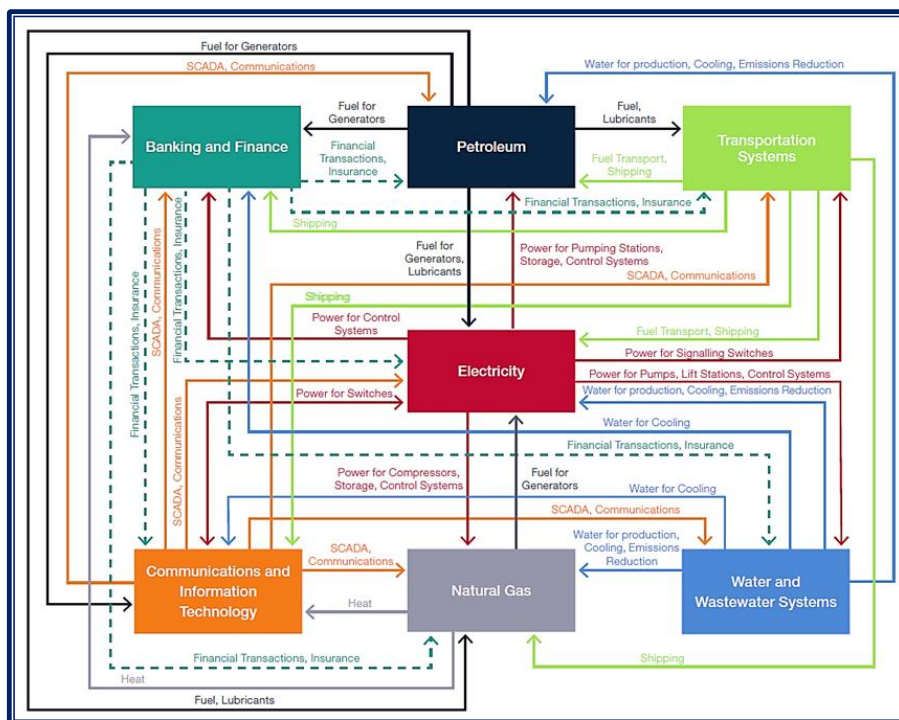 Fuel for Generators
SCADA, Communications
Water for production, Cooling, Emissions Reduction
Banking and Finance
Fuel for
Generators
Financial
Transactions,
Insurance
Petroleum
Fuel,
Lubricants
Fuel Transport,
Shipping
Transportation
Systems
Financial Transactions, Insurance
Shipping
Financial Transactions, Insurance
SCADA, Communications
Financial Transactions, Insurance
SCADA, Communications
Fuel for
Generators,
Lubricants
Power for Pumping Stations,
Storage, Control Systems
SCADA, Communications
Shipping
Power for Control
Systems
Fuel Transport, Shipping
Power for Signalling Switches
Electricity
Power for Pumps, Lift Stations, Control Systems
Power for Switches
Water for production, Cooling, Emissions Reduction
Water for Cooling
Financial Transactions, Insurance
Power for Compressors,
Storage, Control Systems
Fuel for
Generators
Water for Cooling
SCADA, Communications
Water for production,
Cooling, Emissions
Reduction
SCADA,
Communications
Communications and
Information
Technology
Heat
Natural Gas
Water and
Wastewater Systems
Financial Transactions, Insurance
Shipping
Heat
Fuel, Lubricants